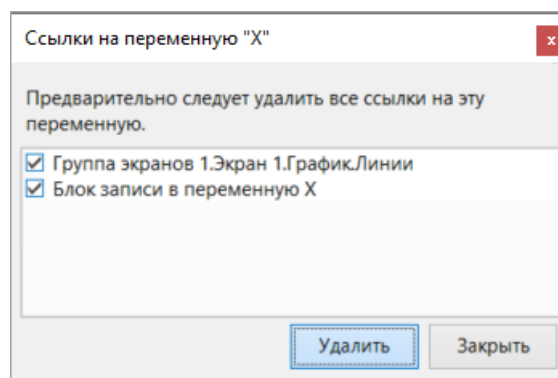 Ссылки на переменную "X"
x
Предварительно следует удалить все ссылки на эту
переменную.
Группа экранов 1.Экран 1.График.Линии
Блок записи в переменную X
Удалить
Закрыть